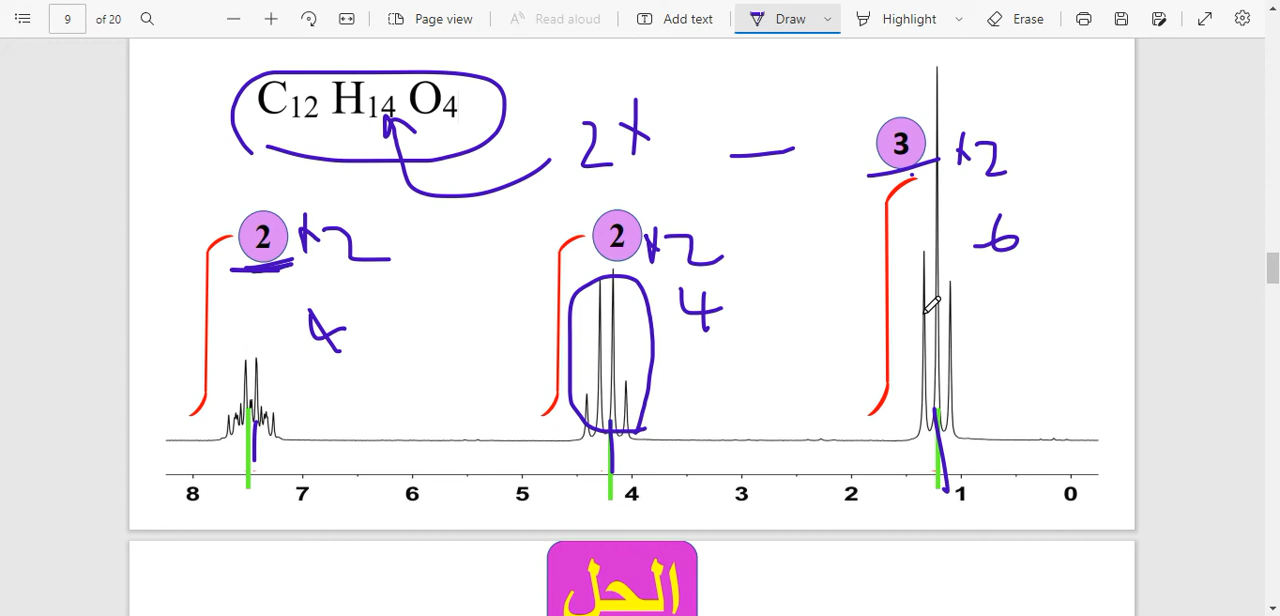 9 of 20 Page view Read aloud Add text Draw Highlight Erase
C12 H14 O4
2x
3 x2
2 x2
2 x2
6
4
4
8 7 6 5 4 3 2 1 0
الحل